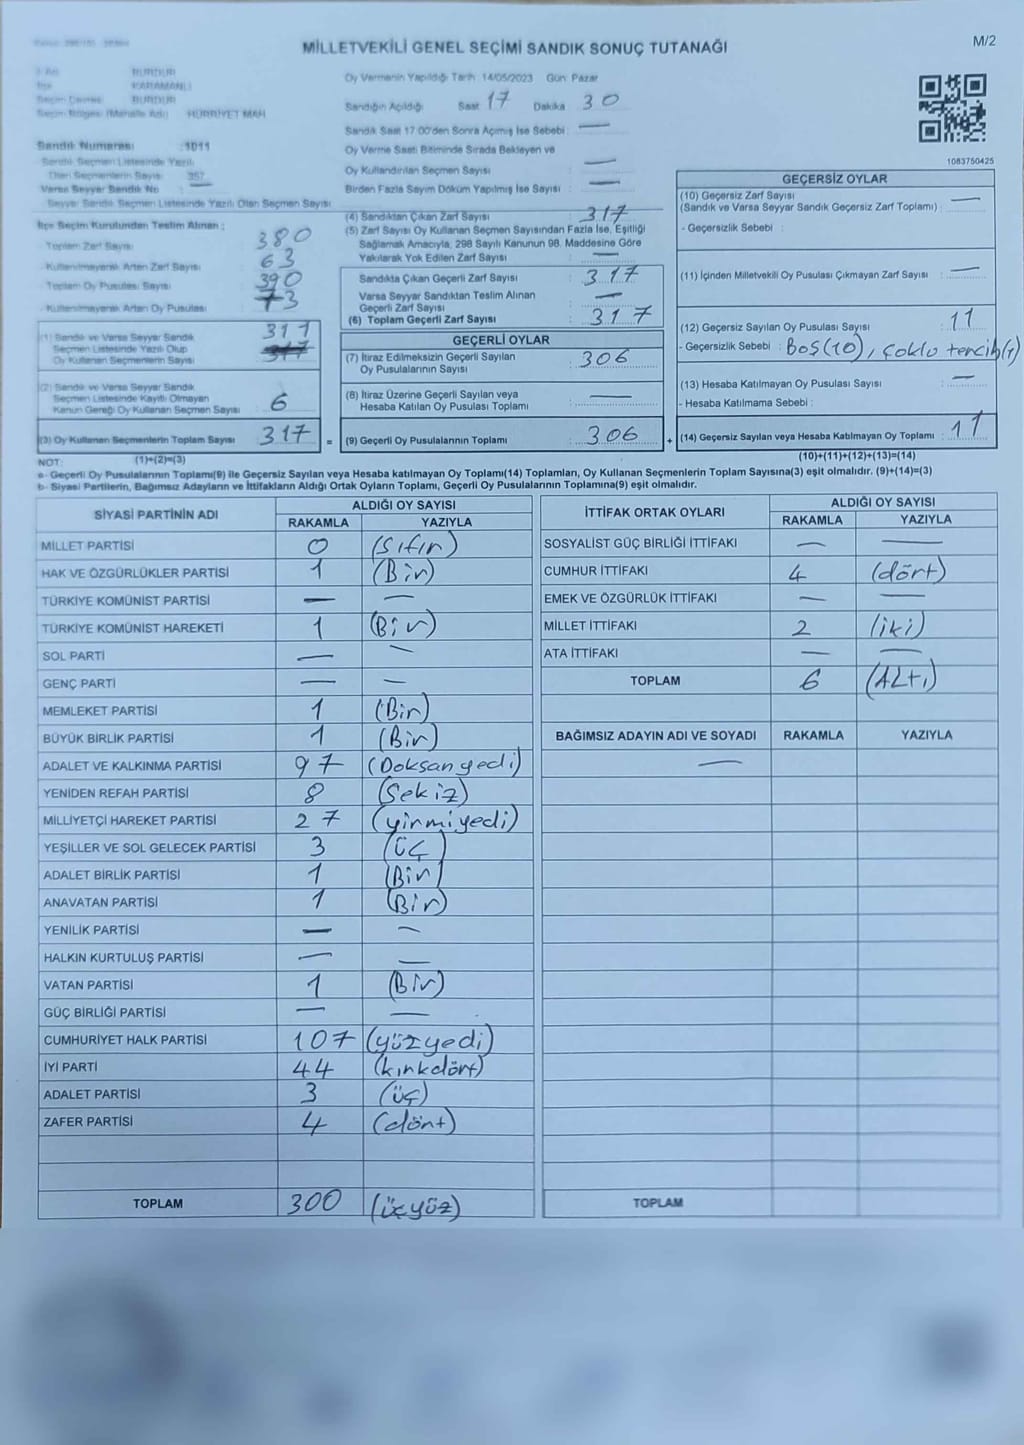 MİLLETVEKİLİ GENEL SEÇİMİ SANDIK SONUÇ TUTANAĞI
M/2
BURDUR
İlçe KARAMANLI
Seçim Çevresi BURDUR
Seçim Bölgesi (Mahalle Adı) HÜRRİYET MAH
Sandık Numarası :1011
- Sandık Seçmen Listesinde Yazılı
Olan Seçmenlerin Sayısı 357
Varsa Seyyar Sandık No : —
- Seyyar Sandık Seçmen Listesinde Yazılı Olan Seçmen Sayısı
İlçe Seçim Kurulundan Teslim Alınan ;
- Toplam Zarf Sayısı : 380
- Kullanılmayarak Artan Zarf Sayısı : 63
- Toplam Oy Pusulası Sayısı : 390
- Kullanılmayarak Artan Oy Pusulası : 73
(1) Sandık ve Varsa Seyyar Sandık
Seçmen Listesinde Yazılı Olup
Oy Kullanan Seçmenlerin Sayısı 311
(2) Sandık ve Varsa Seyyar Sandık
Seçmen Listesinde Kayıtlı Olmayan
Kanun Gereği Oy Kullanan Seçmen Sayısı : 6
(3) Oy Kullanan Seçmenlerin Toplam Sayısı : 317 =
Oy Vermenin Yapıldığı Tarih :14/05/2023 Gün: Pazar
Sandığın Açıldığı Saat 17 Dakika : 30
Sandık Saat 17:00'den Sonra Açılmış İse Sebebi : —
Oy Verme Saati Bitiminde Sırada Bekleyen ve
Oy Kullandırılan Seçmen Sayısı : —
Birden Fazla Sayım Döküm Yapılmış İse Sayısı : —
(4) Sandıktan Çıkan Zarf Sayısı : 317
(5) Zarf Sayısı Oy Kullanan Seçmen Sayısından Fazla İse, Eşitliği
Sağlamak Amacıyla, 298 Sayılı Kanunun 98. Maddesine Göre
Yakılarak Yok Edilen Zarf Sayısı : —
Sandıkta Çıkan Geçerli Zarf Sayısı : 317
Varsa Seyyar Sandıktan Teslim Alınan
Geçerli Zarf Sayısı : —
(6) Toplam Geçerli Zarf Sayısı : 317
GEÇERLİ OYLAR
(7) İtiraz Edilmeksizin Geçerli Sayılan
Oy Pusulalarının Sayısı : 306
(8) İtiraz Üzerine Geçerli Sayılan veya
Hesaba Katılan Oy Pusulası Toplamı : —
(9) Geçerli Oy Pusulalarının Toplamı : 306 +
1083750425
GEÇERSİZ OYLAR
(10) Geçersiz Zarf Sayısı
(Sandık ve Varsa Seyyar Sandık Geçersiz Zarf Toplamı) : —
- Geçersizlik Sebebi :
(11) İçinden Milletvekili Oy Pusulası Çıkmayan Zarf Sayısı : —
(12) Geçersiz Sayılan Oy Pusulası Sayısı : 11
- Geçersizlik Sebebi : BOŞ(10), çoklu tercih(1)
(13) Hesaba Katılmayan Oy Pusulası Sayısı : —
- Hesaba Katılmama Sebebi :
(14) Geçersiz Sayılan veya Hesaba Katılmayan Oy Toplamı : 11
NOT: (1)+(2)=(3) (10)+(11)+(12)+(13)=(14)
a- Geçerli Oy Pusulalarının Toplamı(9) ile Geçersiz Sayılan veya Hesaba katılmayan Oy Toplamı(14) Toplamları, Oy Kullanan Seçmenlerin Toplam Sayısına(3) eşit olmalıdır. (9)+(14)=(3)
b- Siyasi Partilerin, Bağımsız Adayların ve İttifakların Aldığı Ortak Oyların Toplamı, Geçerli Oy Pusulalarının Toplamına(9) eşit olmalıdır.
SİYASİ PARTİNİN ADI ALDIĞI OY SAYISI
RAKAMLA YAZIYLA
MİLLET PARTİSİ 0 (Sıfır)
HAK VE ÖZGÜRLÜKLER PARTİSİ 1 (Bir)
TÜRKİYE KOMÜNİST PARTİSİ — —
TÜRKİYE KOMÜNİST HAREKETİ 1 (Bir)
SOL PARTİ — —
GENÇ PARTİ — —
MEMLEKET PARTİSİ 1 (Bir)
BÜYÜK BİRLİK PARTİSİ 1 (Bir)
ADALET VE KALKINMA PARTİSİ 97 (Doksanyedi)
YENİDEN REFAH PARTİSİ 8 (Sekiz)
MİLLİYETÇİ HAREKET PARTİSİ 27 (yirmiyedi)
YEŞİLLER VE SOL GELECEK PARTİSİ 3 (üç)
ADALET BİRLİK PARTİSİ 1 (Bir)
ANAVATAN PARTİSİ 1 (Bir)
YENİLİK PARTİSİ — —
HALKIN KURTULUŞ PARTİSİ — —
VATAN PARTİSİ 1 (Bir)
GÜÇ BİRLİĞİ PARTİSİ — —
CUMHURİYET HALK PARTİSİ 107 (yüzyedi)
İYİ PARTİ 44 (kırkdört)
ADALET PARTİSİ 3 (üç)
ZAFER PARTİSİ 4 (dört)
TOPLAM 300 (üçyüz)
İTTİFAK ORTAK OYLARI ALDIĞI OY SAYISI
RAKAMLA YAZIYLA
SOSYALİST GÜÇ BİRLİĞİ İTTİFAKI — —
CUMHUR İTTİFAKI 4 (dört)
EMEK VE ÖZGÜRLÜK İTTİFAKI — —
MİLLET İTTİFAKI 2 (iki)
ATA İTTİFAKI — —
TOPLAM 6 (ALtı)
BAĞIMSIZ ADAYIN ADI VE SOYADI RAKAMLA YAZIYLA
—
TOPLAM